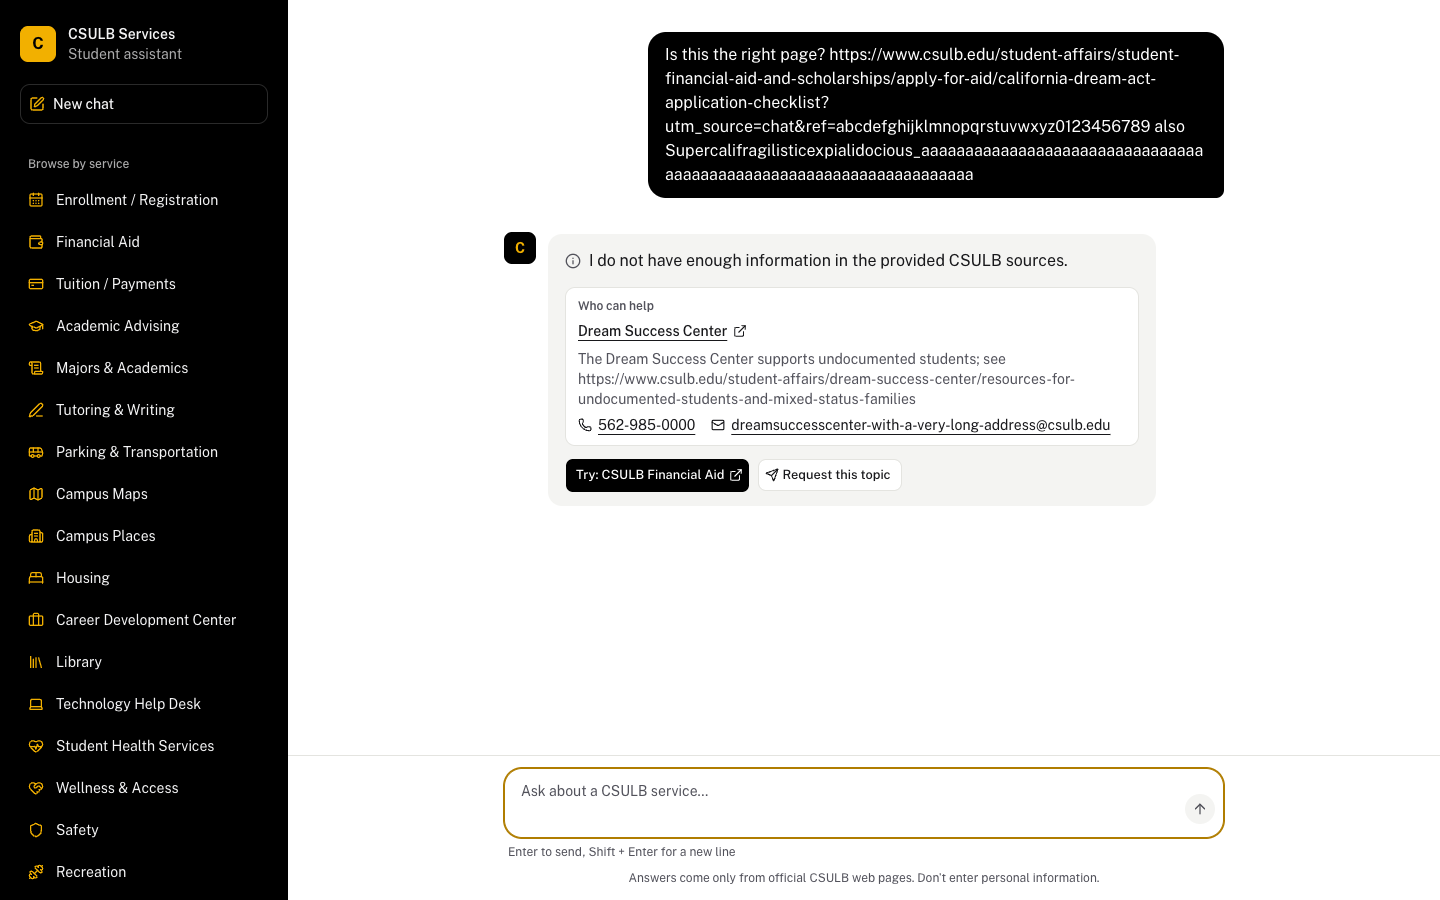 C
CSULB Services
Student assistant
New chat
Browse by service
Enrollment / Registration
Financial Aid
Tuition / Payments
Academic Advising
Majors & Academics
Tutoring & Writing
Parking & Transportation
Campus Maps
Campus Places
Housing
Career Development Center
Library
Technology Help Desk
Student Health Services
Wellness & Access
Safety
Recreation
Is this the right page? https://www.csulb.edu/student-affairs/student-
financial-aid-and-scholarships/apply-for-aid/california-dream-act-
application-checklist?
utm_source=chat&ref=abcdefghijklmnopqrstuvwxyz0123456789 also
Supercalifragilisticexpialidocious_aaaaaaaaaaaaaaaaaaaaaaaaaaaaaaaa
aaaaaaaaaaaaaaaaaaaaaaaaaaaaaaaaaaa
C
I do not have enough information in the provided CSULB sources.
Who can help
Dream Success Center
The Dream Success Center supports undocumented students; see
https://www.csulb.edu/student-affairs/dream-success-center/resources-for-
undocumented-students-and-mixed-status-families
562-985-0000 dreamsuccesscenter-with-a-very-long-address@csulb.edu
Try: CSULB Financial Aid Request this topic
Ask about a CSULB service...
Enter to send, Shift + Enter for a new line
Answers come only from official CSULB web pages. Don't enter personal information.